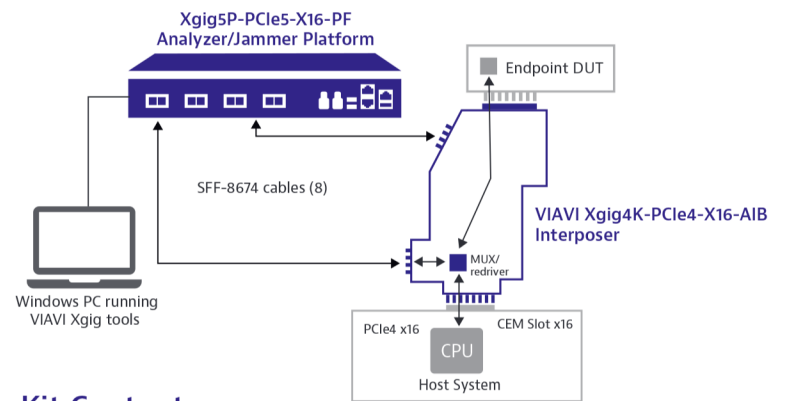 Xgig5P-PCIe5-X16-PF
Analyzer/Jammer Platform
Endpoint DUT
SFF-8674 cables (8)
VIAVI Xgig4K-PCIe4-X16-AIB
Interposer
MUX/
redriver
Windows PC running
VIAVI Xgig tools
PCIe4 x16
CEM Slot x16
CPU
Host System